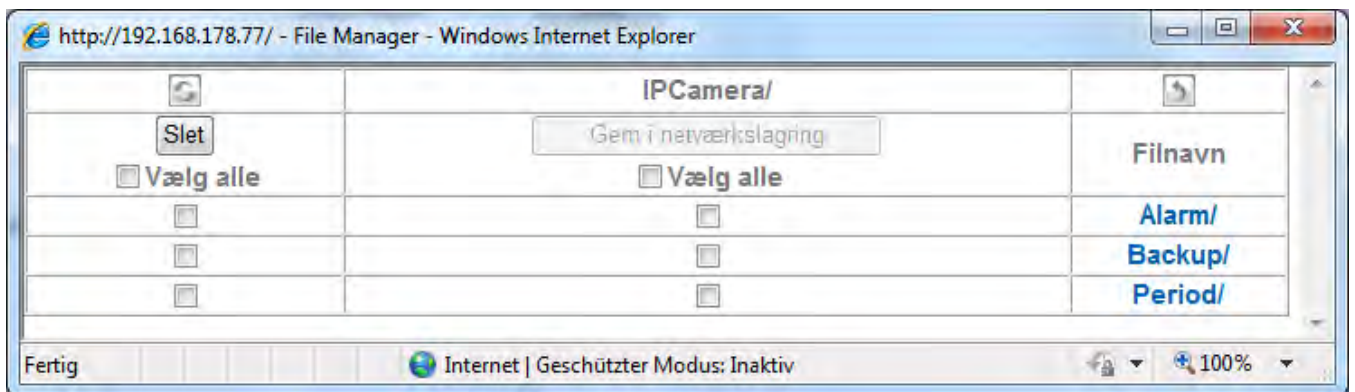 http://192.168.178.77/ - File Manager - Windows Internet Explorer
IPCamera/
Slet
Gem i netværkslagring
Filnavn
Vælg alle
Vælg alle
Alarm/
Backup/
Period/
Fertig
Internet | Geschützter Modus: Inaktiv
100%